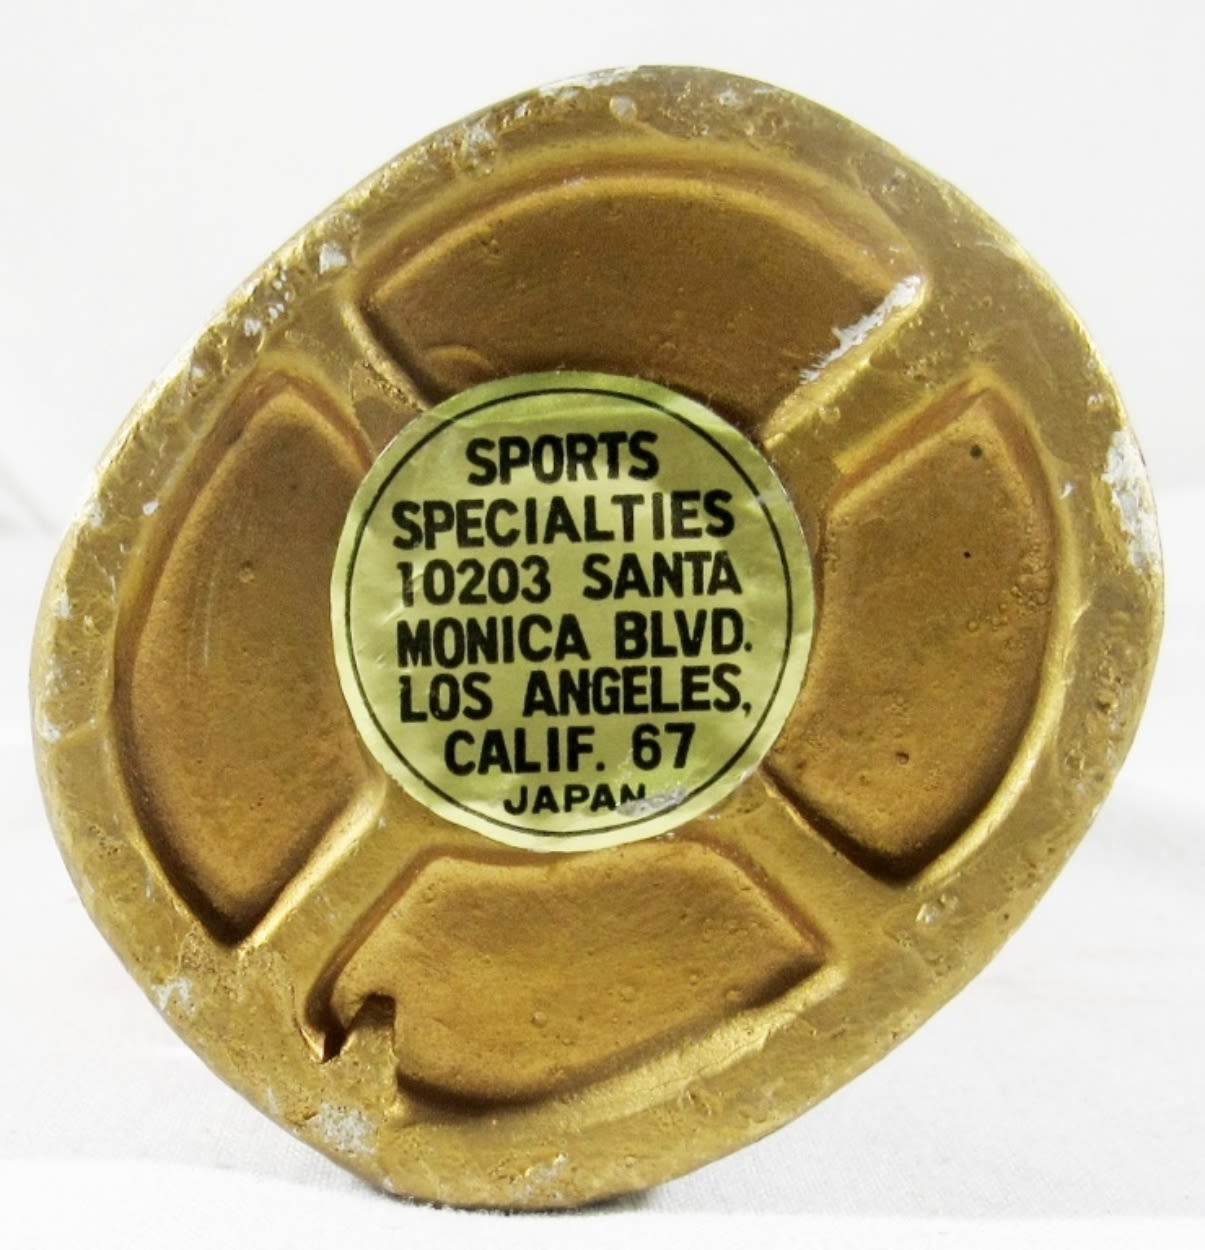 SPORTS
SPECIALTIES
10203 SANTA
MONICA BLVD.
LOS ANGELES,
CALIF. 67
JAPAN